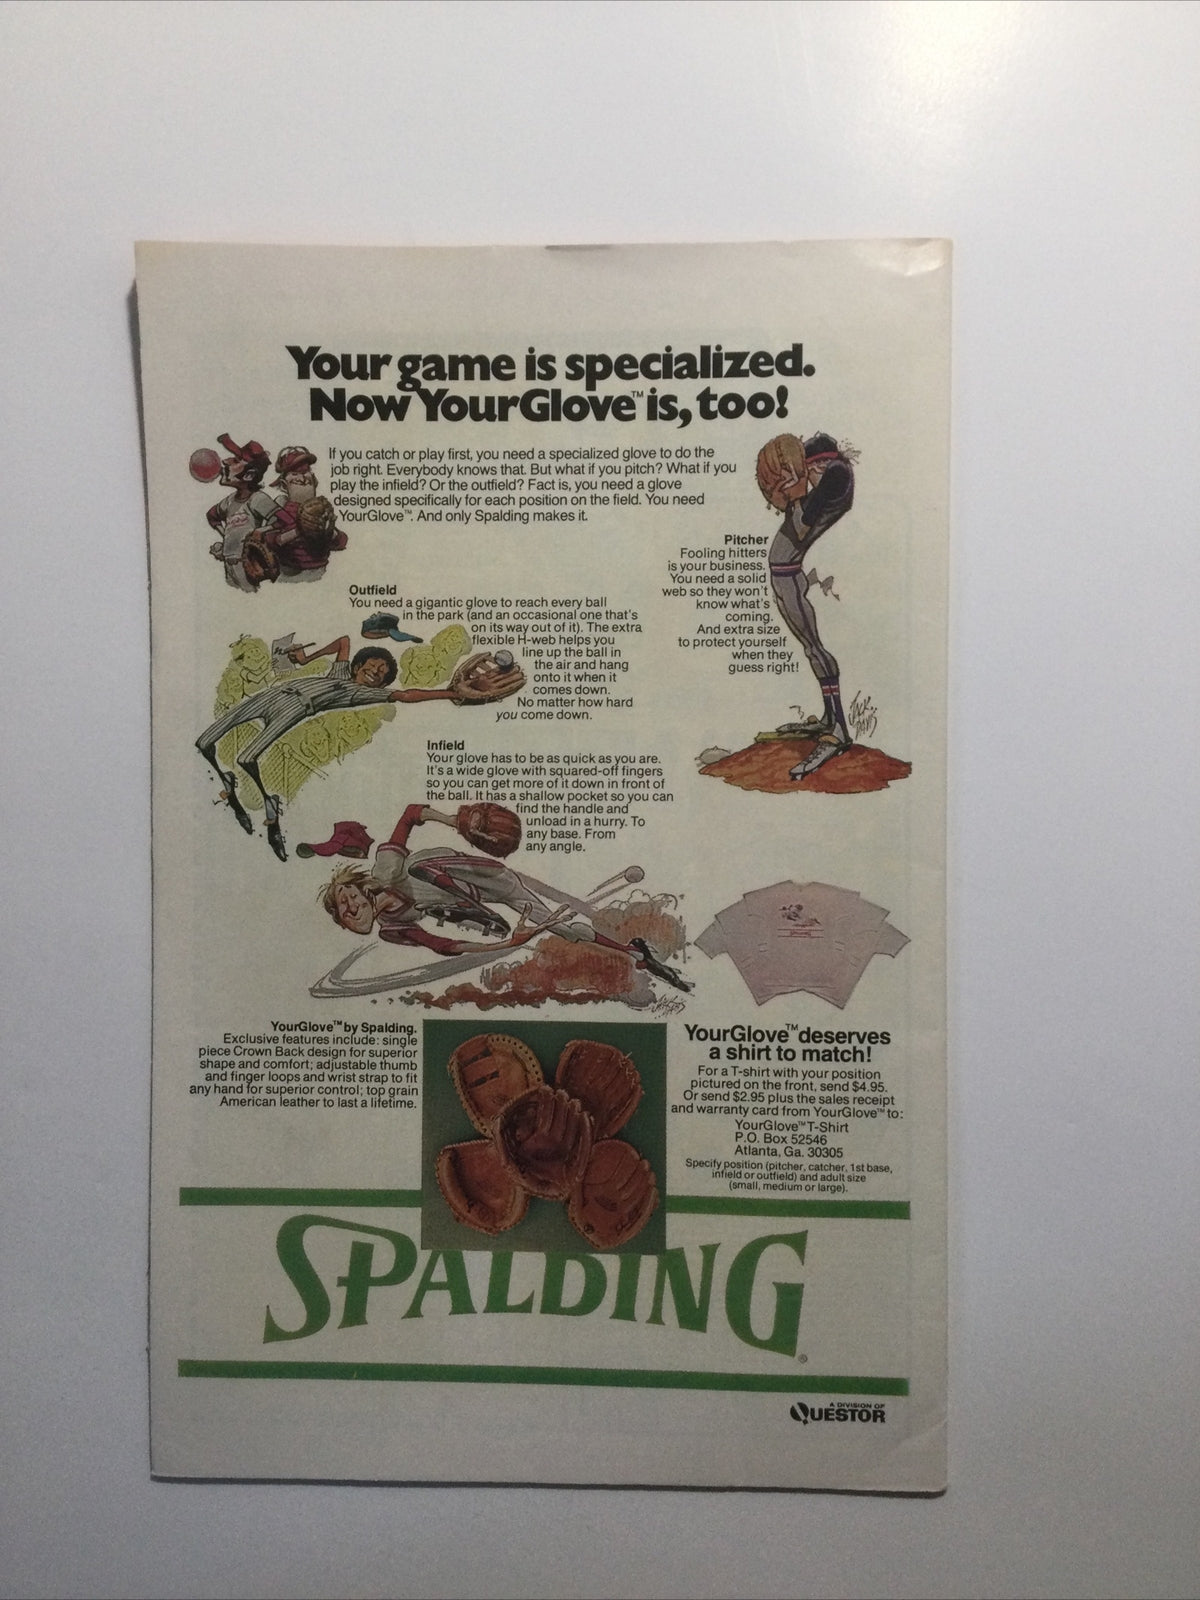 Your game is specialized.
Now YourGlove™ is, too!
If you catch or play first, you need a specialized glove to do the
job right. Everybody knows that. But what if you pitch? What if you
play the infield? Or the outfield? Fact is, you need a glove
designed specifically for each position on the field. You need
YourGlove™. And only Spalding makes it.
Pitcher
Fooling hitters
is your business.
You need a solid
web so they won't
know what's
coming.
And extra size
to protect yourself
when they
guess right!
JACK
DAVIS
Outfield
You need a gigantic glove to reach every ball
in the park (and an occasional one that's
on its way out of it). The extra
flexible H-web helps you
line up the ball in
the air and hang
onto it when it
comes down.
No matter how hard
you come down.
Infield
Your glove has to be as quick as you are.
It's a wide glove with squared-off fingers
so you can get more of it down in front of
the ball. It has a shallow pocket so you can
find the handle and
unload in a hurry. To
any base. From
any angle.
YourGlove™ by Spalding.
Exclusive features include: single
piece Crown Back design for superior
shape and comfort; adjustable thumb
and finger loops and wrist strap to fit
any hand for superior control; top grain
American leather to last a lifetime.
YourGlove™ deserves
a shirt to match!
For a T-shirt with your position
pictured on the front, send $4.95.
Or send $2.95 plus the sales receipt
and warranty card from YourGlove™ to:
YourGlove™ T-Shirt
P.O. Box 52546
Atlanta, Ga. 30305
Specify position (pitcher, catcher, 1st base,
infield or outfield) and adult size
(small, medium or large).
SPALDING®
A DIVISION OF
QUESTOR